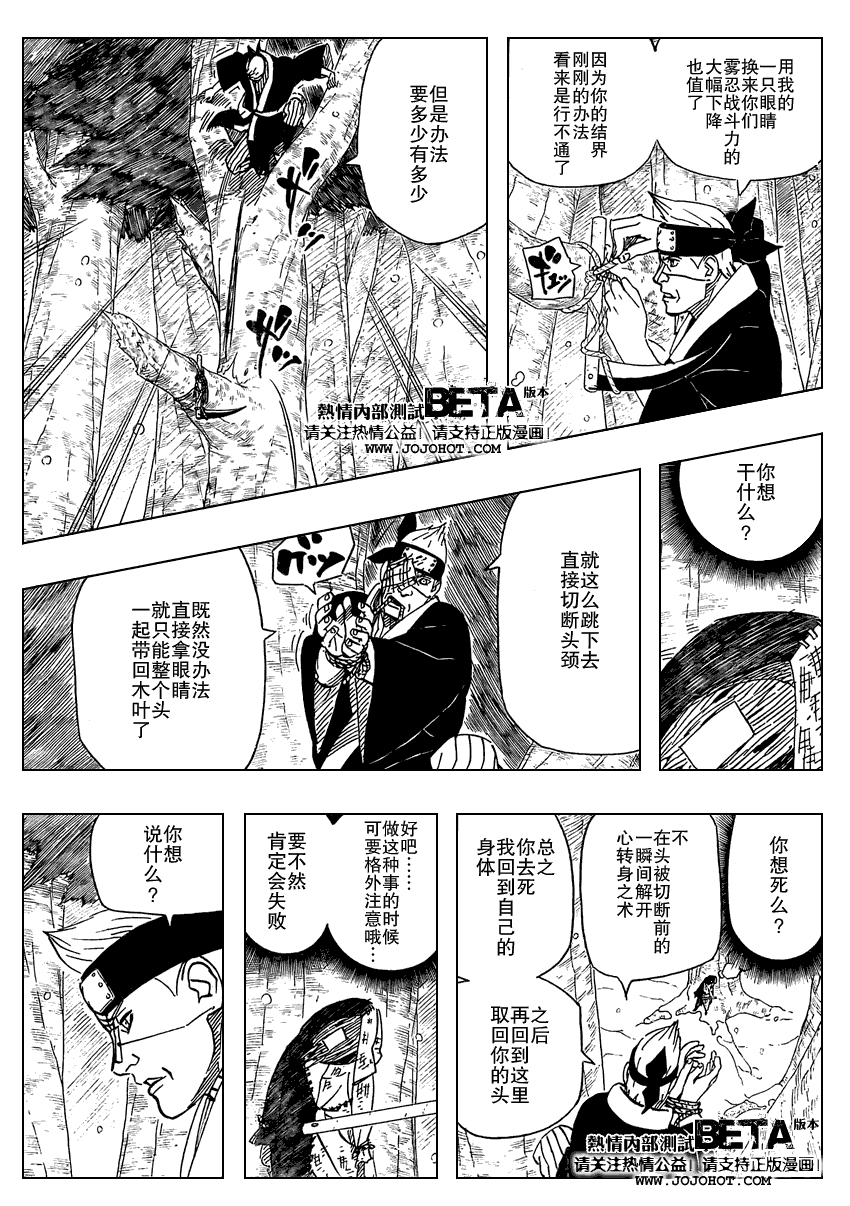 用我的
一只眼睛
换来你们
雾忍战斗力的
大幅下降
也值了
因为你的结界
刚刚的办法
看来是行不通了
ギュッ
但是办法
要多少有多少
ザッ
ザッ
熱情內部測試BETA版本
请关注热情公益! 请支持正版漫画!
WWW.JOJOHOT.COM
你想
干什么?
就这么跳下去
直接切断头颈
グッ
既然没办法
直接拿眼睛
就只能整个头
一起带回木叶了
你想死么?
不
在头被切断前的
一瞬间解开
心转身之术
总之
你去死
我回到自己的
身体
之后
再回到这里
取回你的头
好吧……
做这种事的时候
可要格外注意哦…
要不然
肯定会失败
你想
说什么?
熱情內部測試BETA版本
请关注热情公益! 请支持正版漫画!
WWW.JOJOHOT.COM